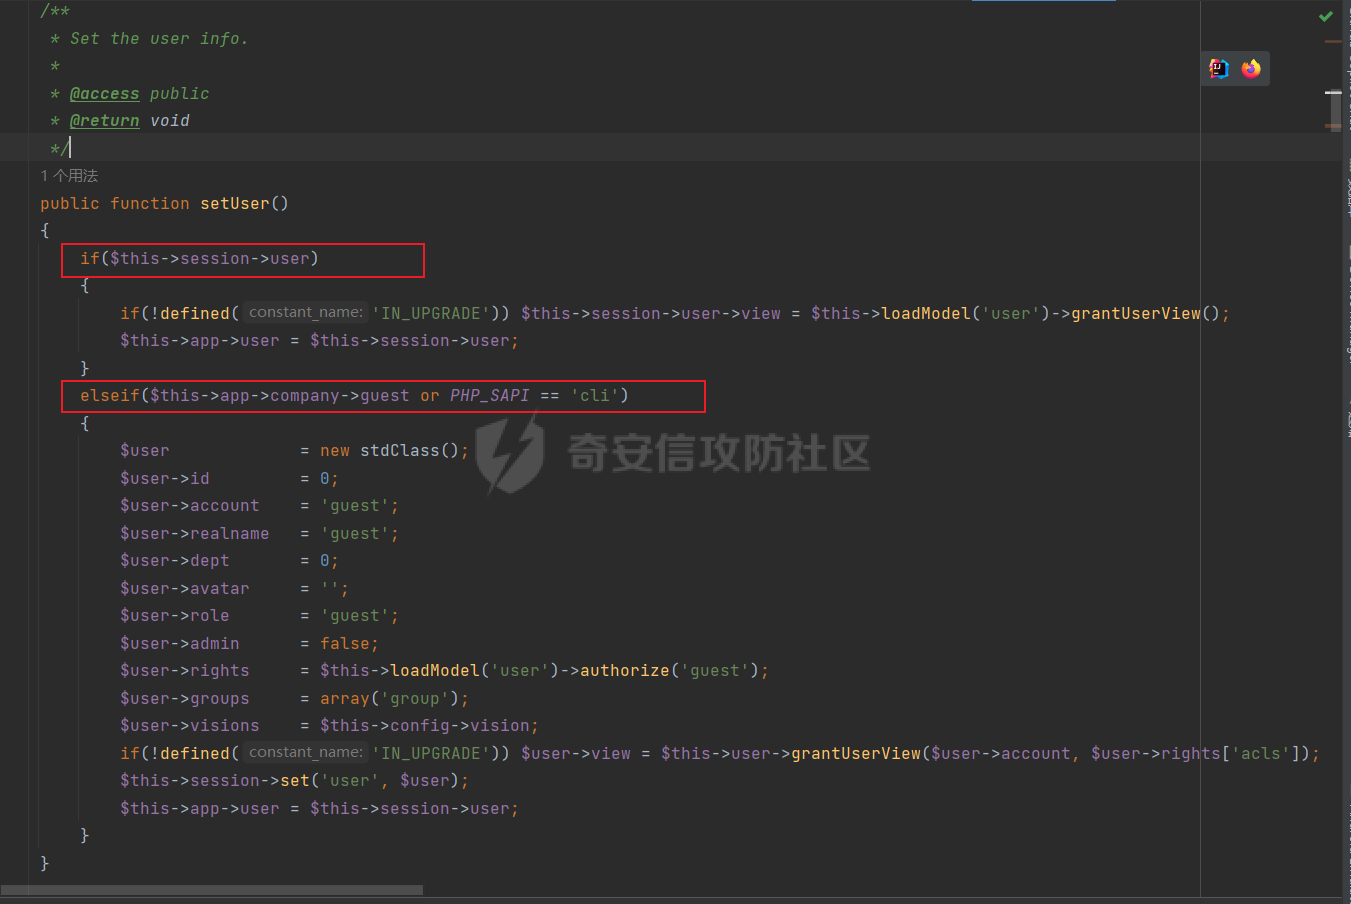 /**
* Set the user info.
*
* @access public
* @return void
*/
1 个用法
public function setUser()
{
if($this->session->user)
{
if(!defined( constant_name: 'IN_UPGRADE')) $this->session->user->view = $this->loadModel('user')->grantUserView();
$this->app->user = $this->session->user;
}
elseif($this->app->company->guest or PHP_SAPI == 'cli')
{
$user = new stdClass();
$user->id = 0;
$user->account = 'guest';
$user->realname = 'guest';
$user->dept = 0;
$user->avatar = '';
$user->role = 'guest';
$user->admin = false;
$user->rights = $this->loadModel('user')->authorize('guest');
$user->groups = array('group');
$user->visions = $this->config->vision;
if(!defined( constant_name: 'IN_UPGRADE')) $user->view = $this->user->grantUserView($user->account, $user->rights['acls']);
$this->session->set('user', $user);
$this->app->user = $this->session->user;
}
}
奇安信攻防社区